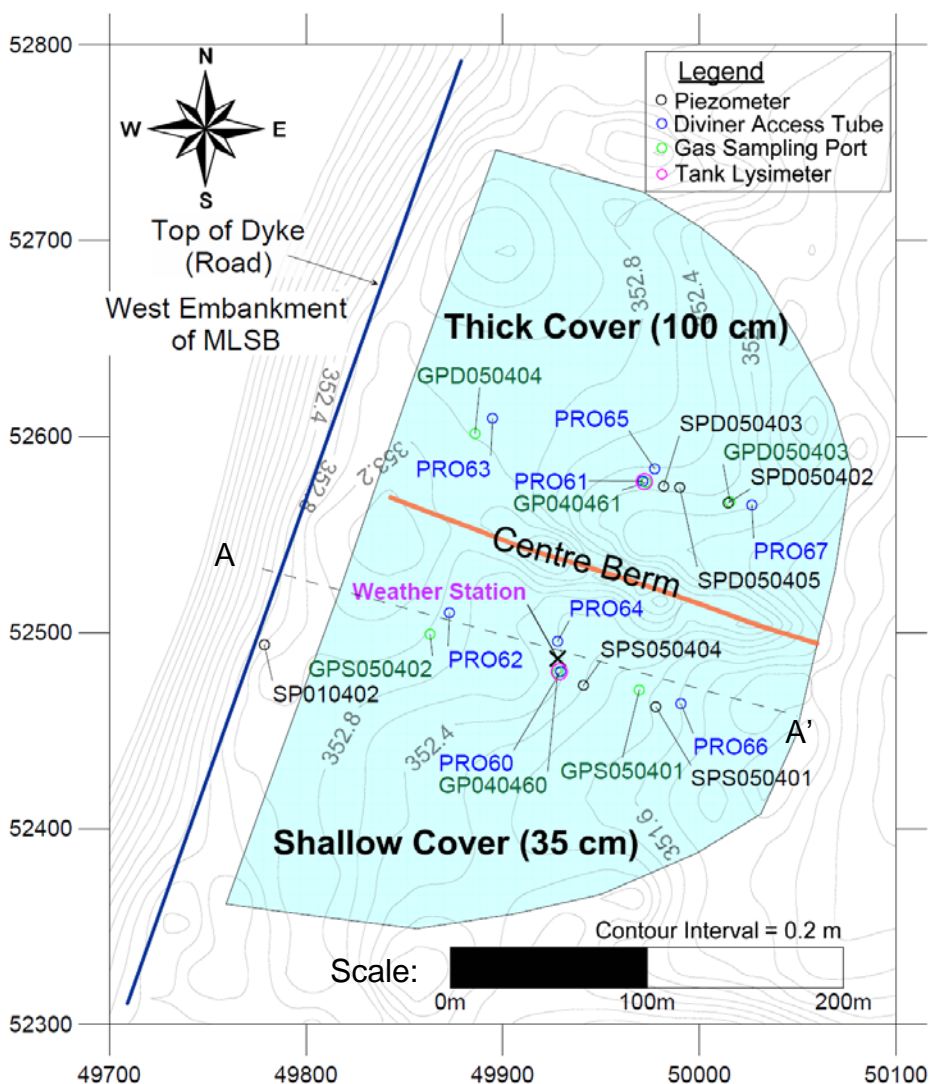 52800
N
W E
S
Legend
Piezometer
Diviner Access Tube
Gas Sampling Port
Tank Lysimeter
Top of Dyke
(Road)
West Embankment
of MLSB
52700
352.8
352.4
Thick Cover (100 cm)
GPD050404
352.4
PRO65
SPD050403
GPD050403
SPD050402
52600
PRO63
353.2
PRO61
GP040461
352.8
PRO67
SPD050405
Centre Berm
A
Weather Station
PRO64
52500
SPS050404
GPS050402
PRO62
SP010402
A'
352.8
352.4
PRO60
GP040460
GPS050401
PRO66
SPS050401
52400
Shallow Cover (35 cm)
351.6
Contour Interval = 0.2 m
Scale:
0m 100m 200m
52300
49700 49800 49900 50000 50100